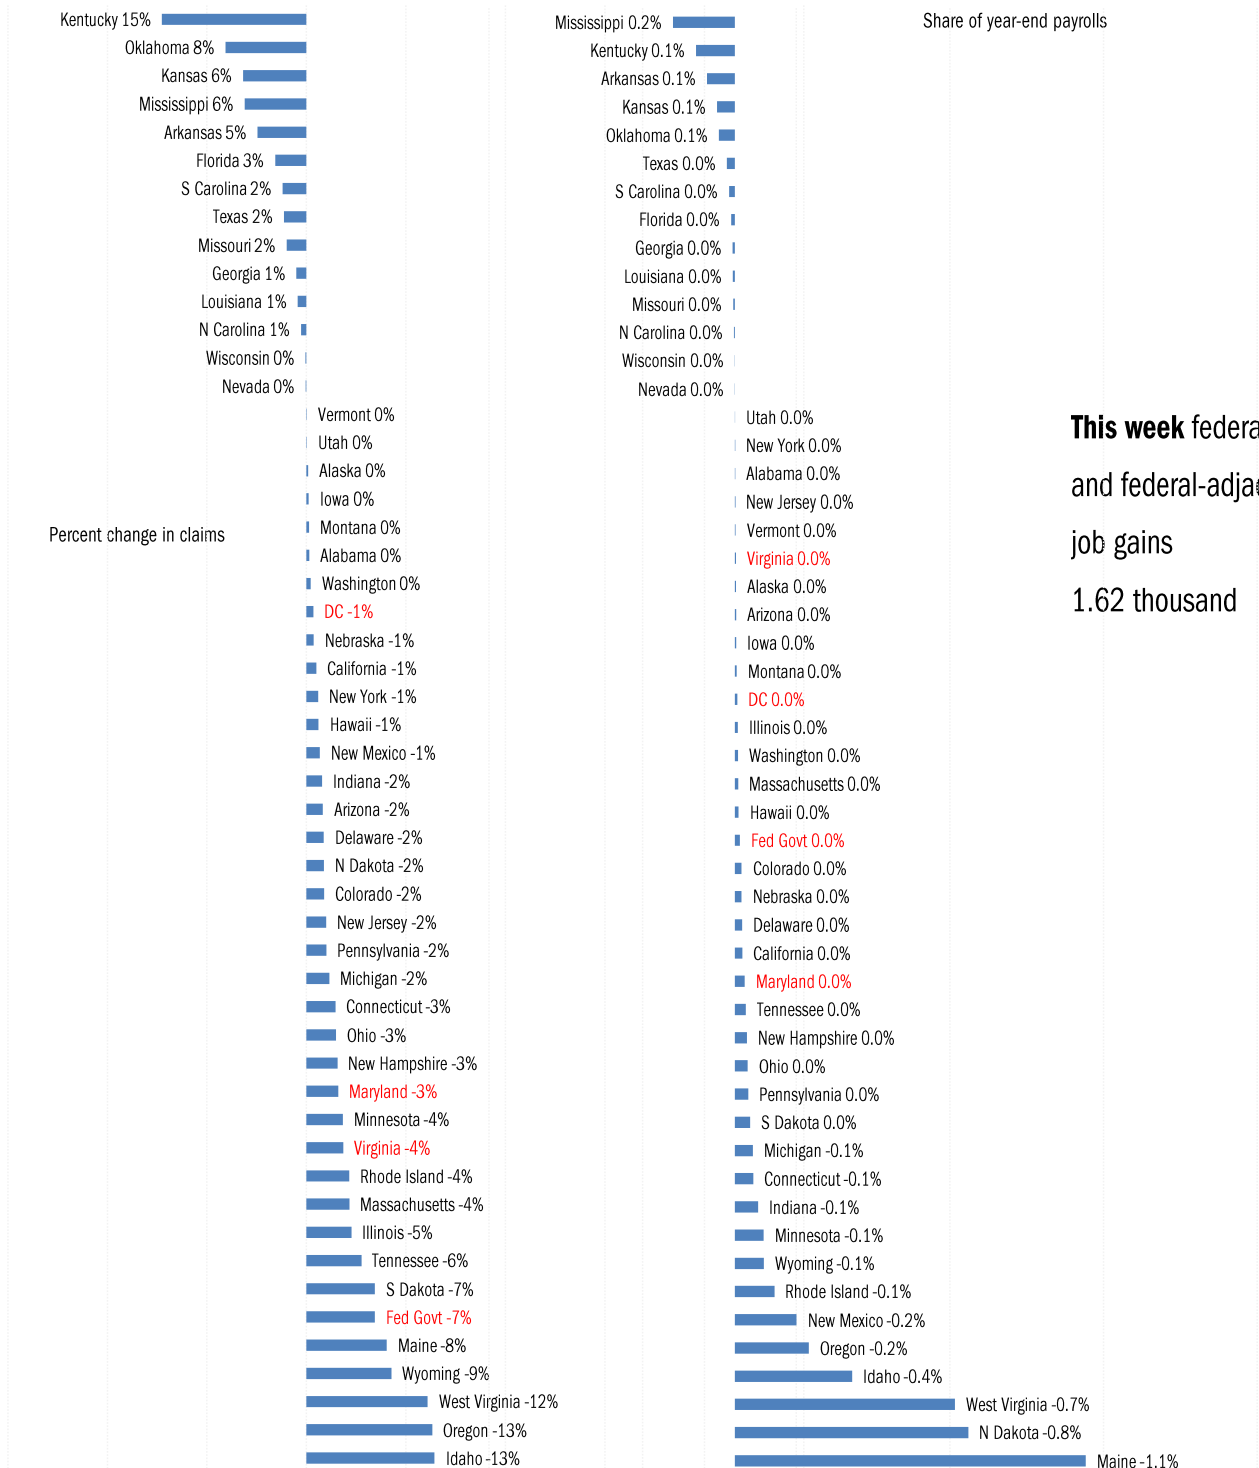 Kentucky 15%
Oklahoma 8%
Kansas 6%
Mississippi 6%
Arkansas 5%
Florida 3%
S Carolina 2%
Texas 2%
Missouri 2%
Georgia 1%
Louisiana 1%
N Carolina 1%
Wisconsin 0%
Nevada 0%
Vermont 0%
Utah 0%
Alaska 0%
Iowa 0%
Montana 0%
Alabama 0%
Washington 0%
DC -1%
Nebraska -1%
California -1%
New York -1%
Hawaii -1%
New Mexico -1%
Indiana -2%
Arizona -2%
Delaware -2%
N Dakota -2%
Colorado -2%
New Jersey -2%
Pennsylvania -2%
Michigan -2%
Connecticut -3%
Ohio -3%
New Hampshire -3%
Maryland -3%
Minnesota -4%
Virginia -4%
Rhode Island -4%
Massachusetts -4%
Illinois -5%
Tennessee -6%
S Dakota -7%
Fed Govt -7%
Maine -8%
Wyoming -9%
West Virginia -12%
Oregon -13%
Idaho -13%
Percent change in claims
Mississippi 0.2%
Kentucky 0.1%
Arkansas 0.1%
Kansas 0.1%
Oklahoma 0.1%
Texas 0.0%
S Carolina 0.0%
Florida 0.0%
Georgia 0.0%
Louisiana 0.0%
Missouri 0.0%
N Carolina 0.0%
Wisconsin 0.0%
Nevada 0.0%
Utah 0.0%
New York 0.0%
Alabama 0.0%
New Jersey 0.0%
Vermont 0.0%
Virginia 0.0%
Alaska 0.0%
Arizona 0.0%
Iowa 0.0%
Montana 0.0%
DC 0.0%
Illinois 0.0%
Washington 0.0%
Massachusetts 0.0%
Hawaii 0.0%
Fed Govt 0.0%
Colorado 0.0%
Nebraska 0.0%
Delaware 0.0%
California 0.0%
Maryland 0.0%
Tennessee 0.0%
New Hampshire 0.0%
Ohio 0.0%
Pennsylvania 0.0%
S Dakota 0.0%
Michigan -0.1%
Connecticut -0.1%
Indiana -0.1%
Minnesota -0.1%
Wyoming -0.1%
Rhode Island -0.1%
New Mexico -0.2%
Oregon -0.2%
Idaho -0.4%
West Virginia -0.7%
N Dakota -0.8%
Maine -1.1%
Share of year-end payrolls
This week federa
and federal-adja
job gains
1.62 thousand